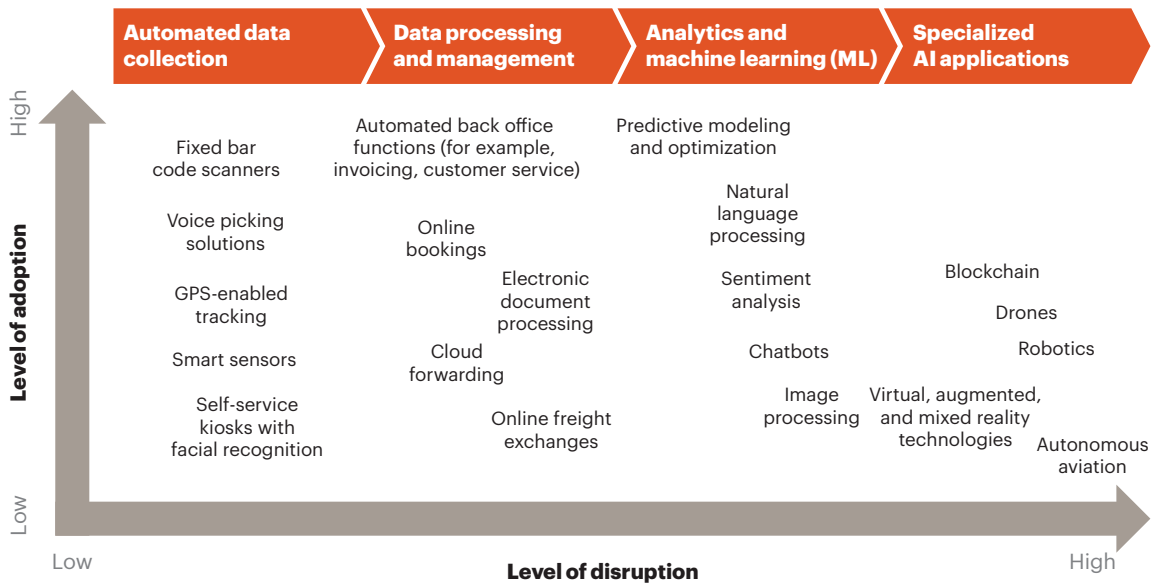 Automated data
collection
Data processing
and management
Analytics and
machine learning (ML)
Specialized
AI applications
High
Level of adoption
Low
Fixed bar
code scanners
Voice picking
solutions
GPS-enabled
tracking
Smart sensors
Self-service
kiosks with
facial recognition
Automated back office
functions (for example,
invoicing, customer service)
Online
bookings
Electronic
document
processing
Cloud
forwarding
Online freight
exchanges
Predictive modeling
and optimization
Natural
language
processing
Sentiment
analysis
Chatbots
Image
processing
Blockchain
Drones
Robotics
Virtual, augmented,
and mixed reality
technologies
Autonomous
aviation
Low
Level of disruption
High